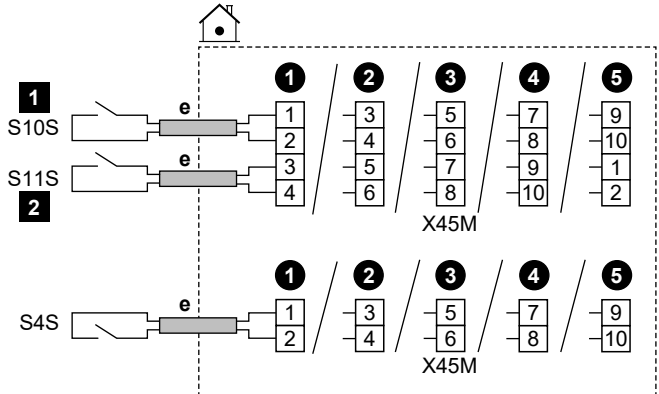 1 2 3 4 5
1
S10S
e
1 3 5 7 9
2 4 6 8 10
S11S
e
3 5 7 9 1
4 6 8 10 2
2
X45M
1 2 3 4 5
S4S
e
1 3 5 7 9
2 4 6 8 10
X45M